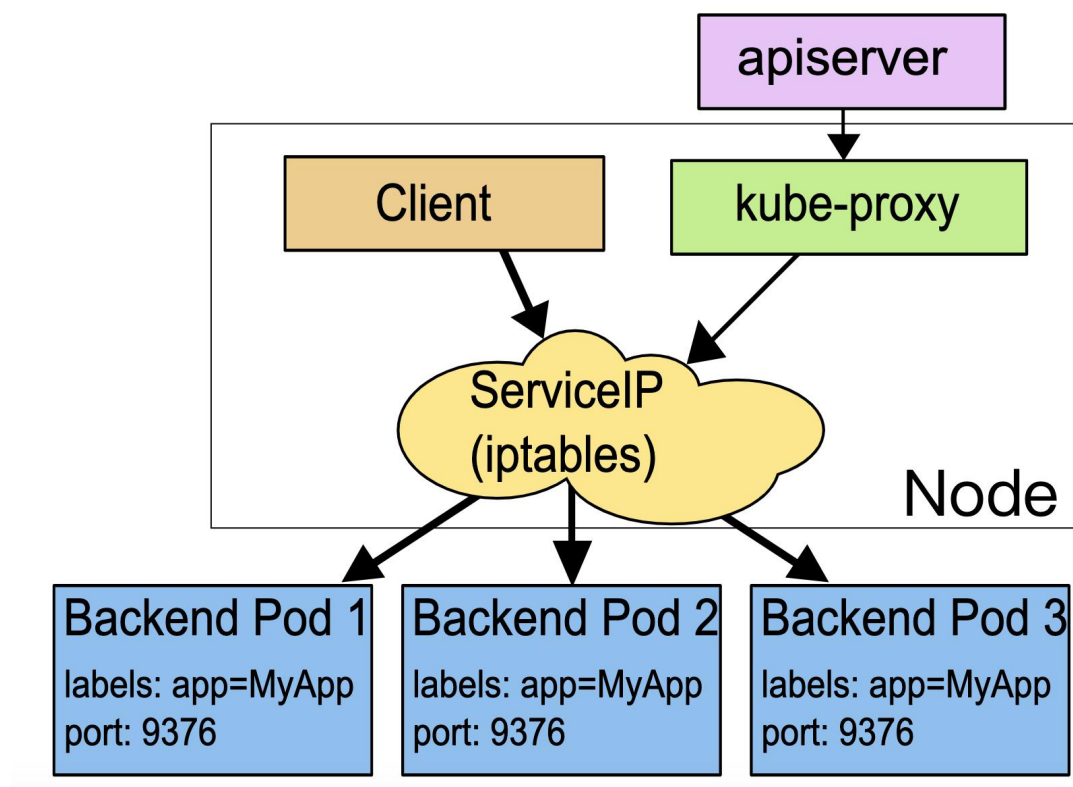 apiserver
Client
kube-proxy
ServiceIP
(iptables)
Node
Backend Pod 1
labels: app=MyApp
port: 9376
Backend Pod 2
labels: app=MyApp
port: 9376
Backend Pod 3
labels: app=MyApp
port: 9376